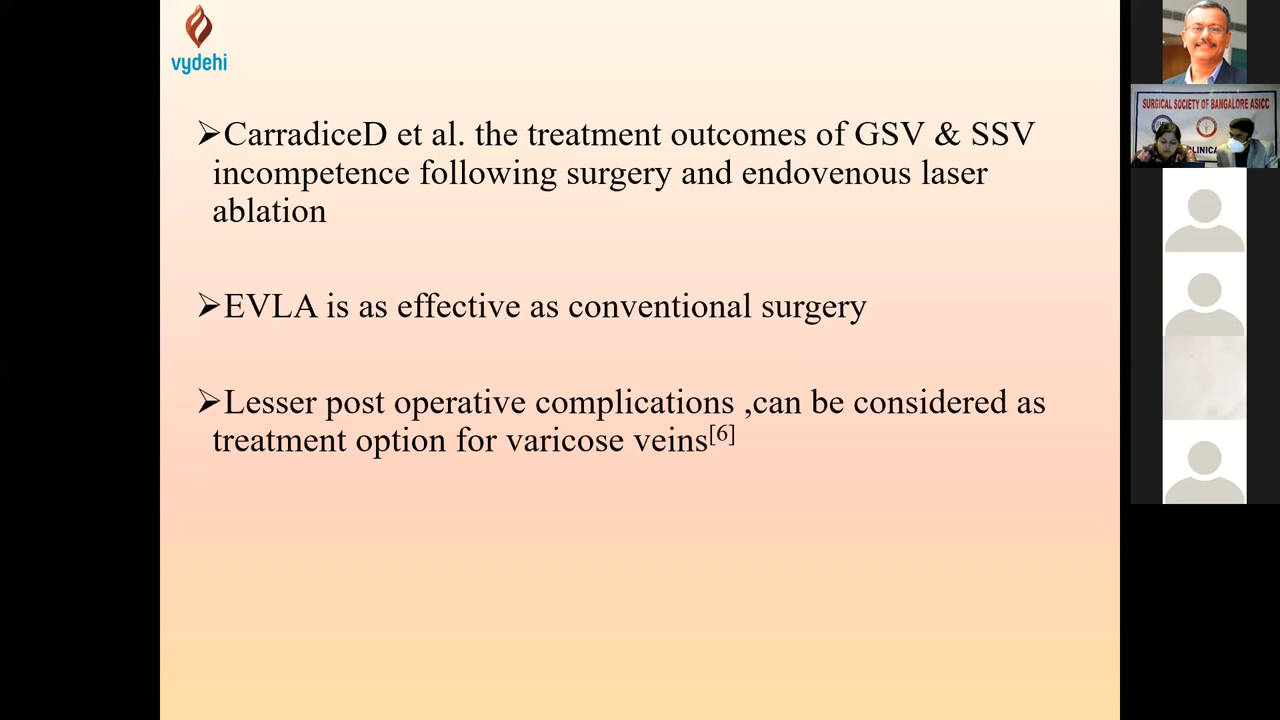 vydehi
➢CarradiceD et al. the treatment outcomes of GSV & SSV
incompetence following surgery and endovenous laser
ablation
➢EVLA is as effective as conventional surgery
➢Lesser post operative complications ,can be considered as
treatment option for varicose veins[6]
SURGICAL SOCIETY OF BANGALORE ASICC